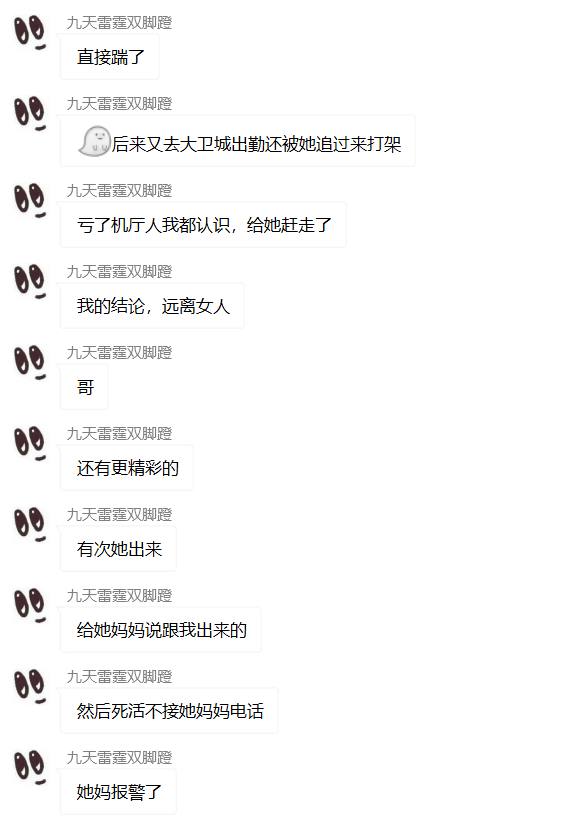 九天雷霆双脚蹬
直接踹了
九天雷霆双脚蹬
后来又去大卫城出勤还被她追过来打架
九天雷霆双脚蹬
亏了机厅人我都认识，给她赶走了
九天雷霆双脚蹬
我的结论，远离女人
九天雷霆双脚蹬
哥
九天雷霆双脚蹬
还有更精彩的
九天雷霆双脚蹬
有次她出来
九天雷霆双脚蹬
给她妈妈说跟我出来的
九天雷霆双脚蹬
然后死活不接她妈妈电话
九天雷霆双脚蹬
她妈报警了